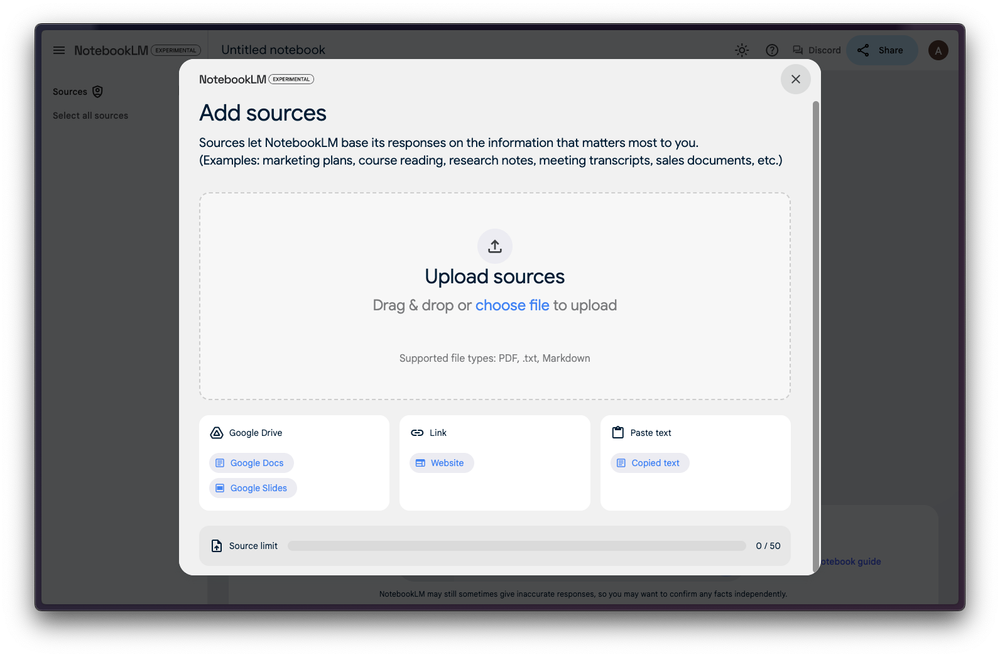 NotebookLM EXPERIMENTAL
Untitled notebook
Discord
Share
A
Sources
Select all sources
NotebookLM EXPERIMENTAL
Add sources
Sources let NotebookLM base its responses on the information that matters most to you.
(Examples: marketing plans, course reading, research notes, meeting transcripts, sales documents, etc.)
Upload sources
Drag & drop or choose file to upload
Supported file types: PDF, .txt, Markdown
Google Drive
Google Docs
Google Slides
Link
Website
Paste text
Copied text
Source limit
0 / 50
guide
NotebookLM may still sometimes give inaccurate responses, so you may want to confirm any facts independently.